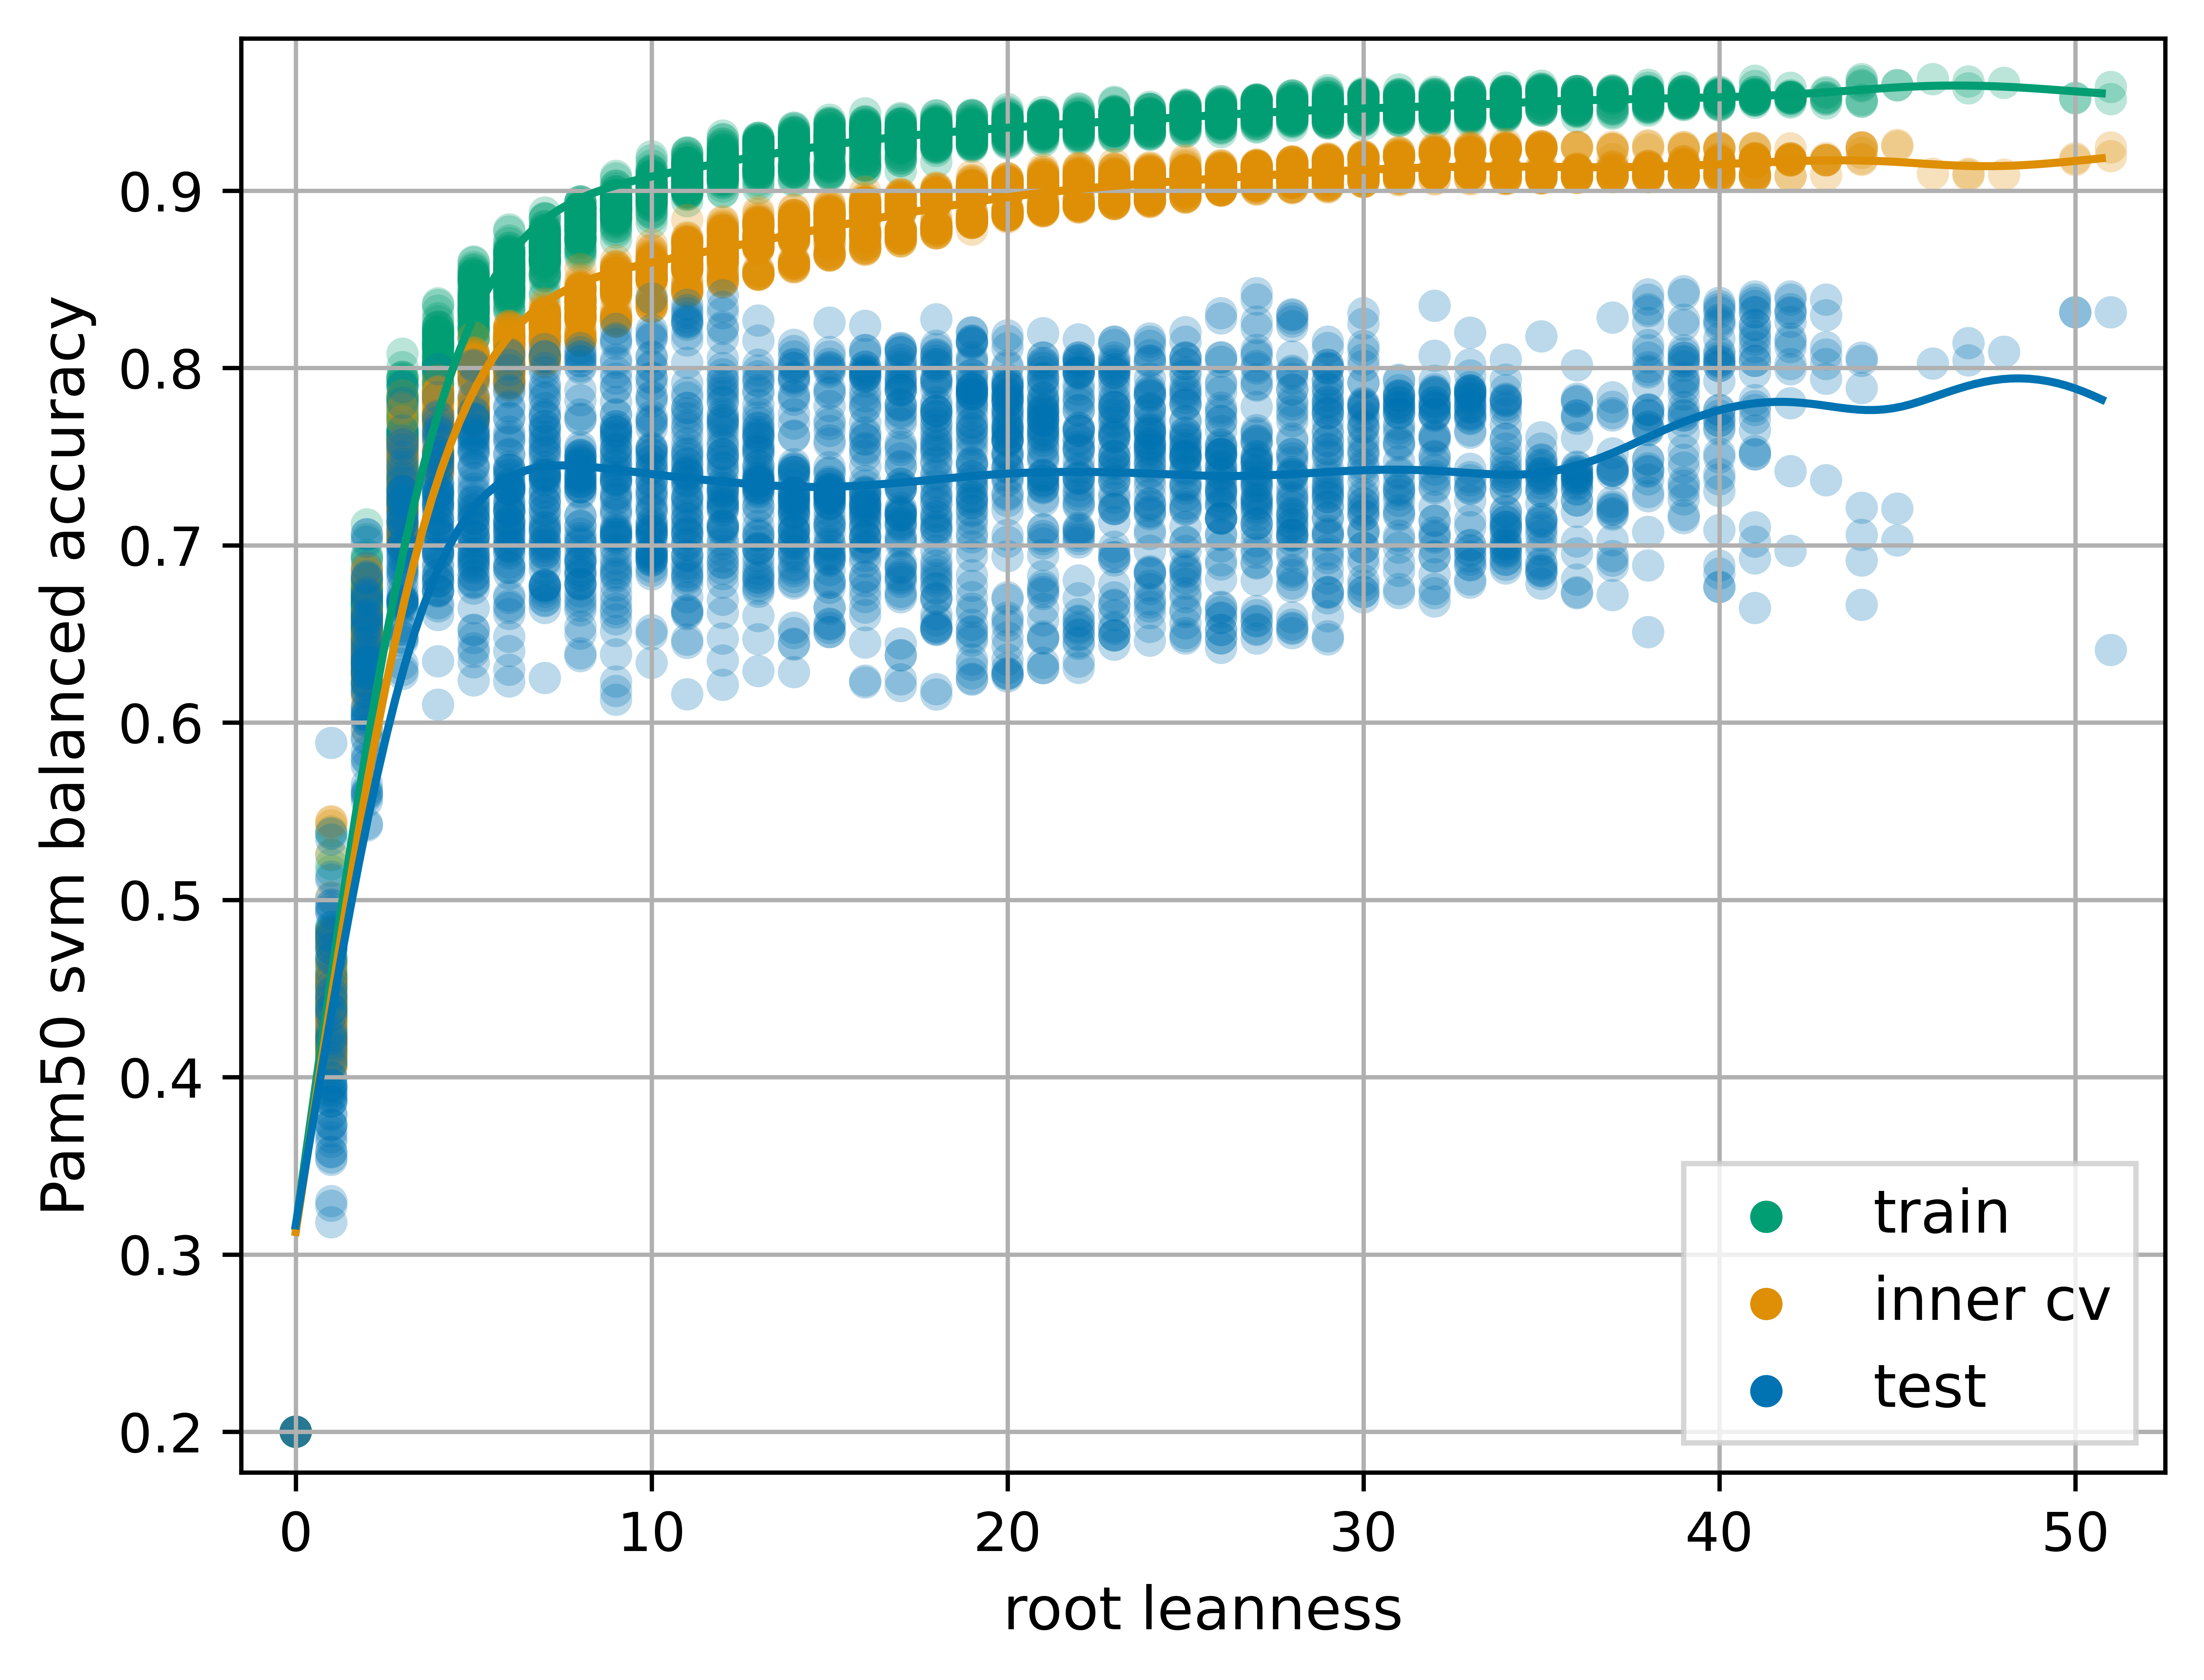 Pam50 svm balanced accuracy
0.9
0.8
0.7
0.6
0.5
0.4
0.3
0.2
train
inner cv
test
0 10 20 30 40 50
root leanness